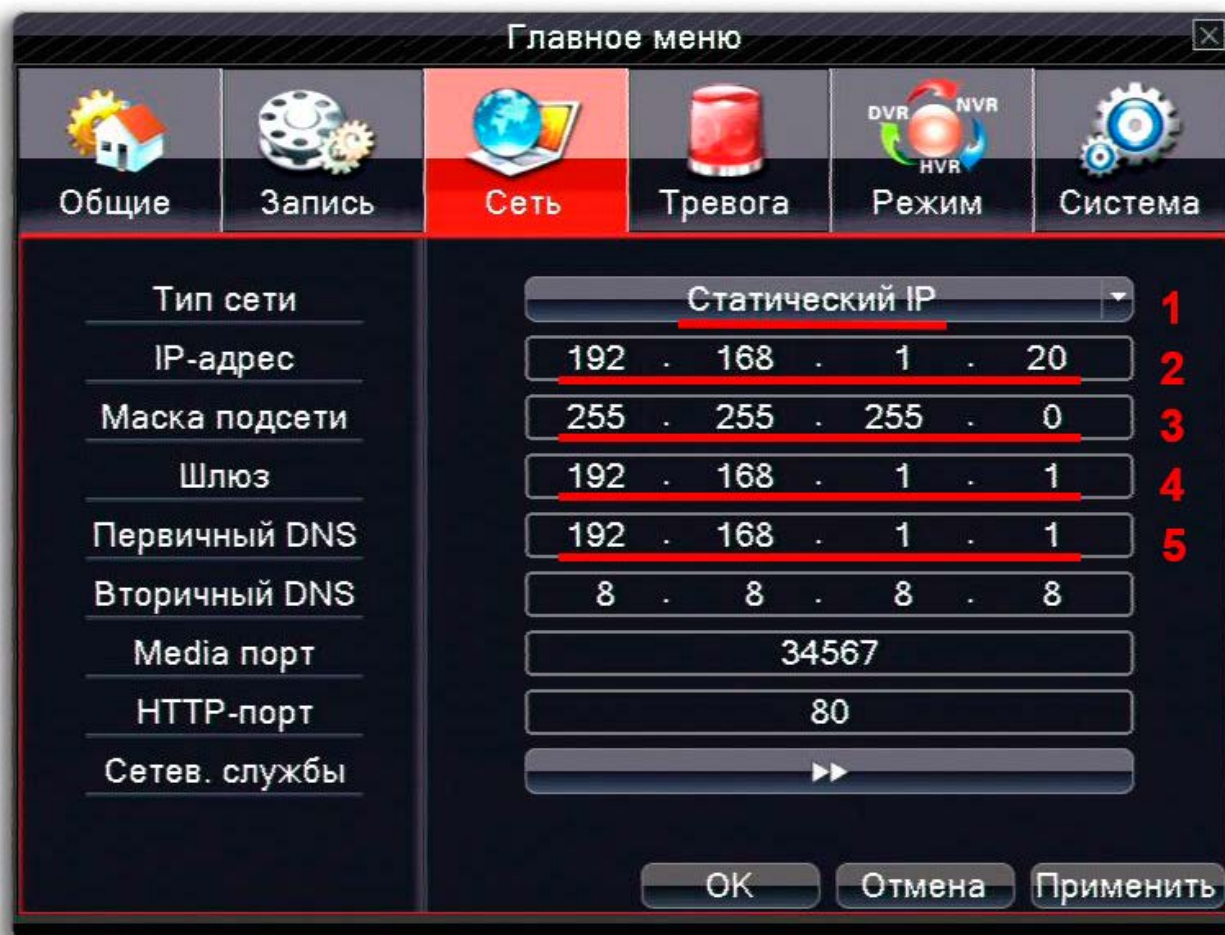 Главное меню
DVR NVR HVR
Общие Запись Сеть Тревога Режим Система
Тип сети Статический IP 1
IP-адрес 192 . 168 . 1 . 20 2
Маска подсети 255 . 255 . 255 . 0 3
Шлюз 192 . 168 . 1 . 1 4
Первичный DNS 192 . 168 . 1 . 1 5
Вторичный DNS 8 . 8 . 8 . 8
Media порт 34567
HTTP-порт 80
Сетев. службы
OK Отмена Применить